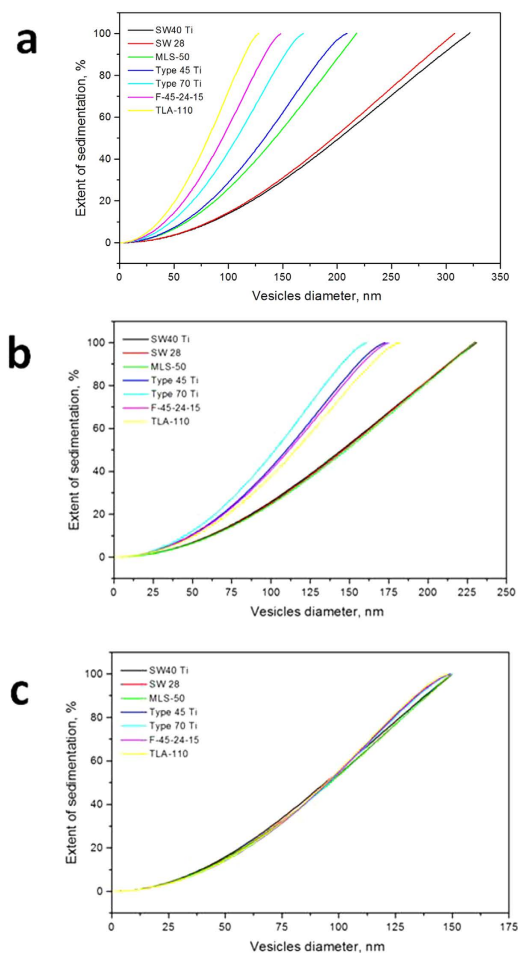 a
Extent of sedimentation, %
100
80
60
40
20
0
SW40 Ti
SW 28
MLS-50
Type 45 Ti
Type 70 Ti
F-45-24-15
TLA-110
0 50 100 150 200 250 300 350
Vesicles diameter, nm
b
Extent of sedimentation, %
100
80
60
40
20
0
SW40 Ti
SW 28
MLS-50
Type 45 Ti
Type 70 Ti
F-45-24-15
TLA-110
0 25 50 75 100 125 150 175 200 225 250
Vesicles diameter, nm
c
Extent of sedimentation, %
100
80
60
40
20
0
SW40 Ti
SW 28
MLS-50
Type 45 Ti
Type 70 Ti
F-45-24-15
TLA-110
0 25 50 75 100 125 150 175
Vesicles diameter, nm